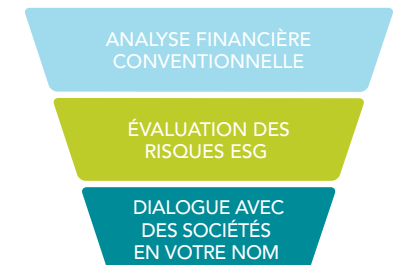 ANALYSE FINANCIÈRE
CONVENTIONNELLE
ÉVALUATION DES
RISQUES ESG
DIALOGUE AVEC
DES SOCIÉTÉS
EN VOTRE NOM